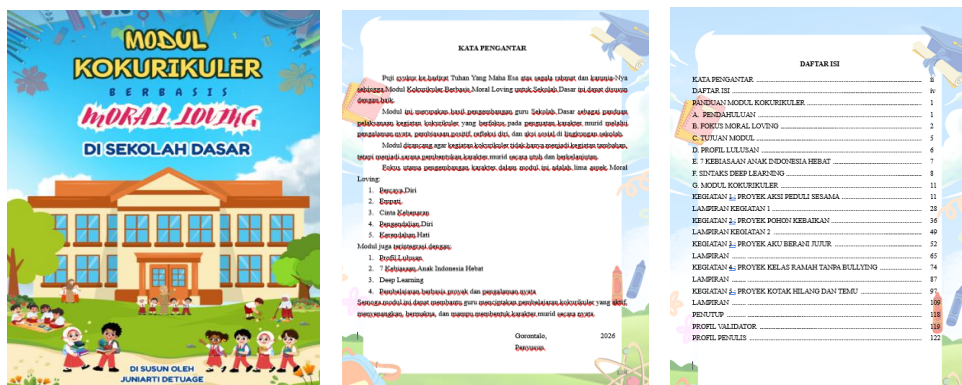 MODUL
KOKURIKULER
BERBASIS
MORAL LOVING
DI SEKOLAH DASAR
DI SUSUN OLEH
JUNIARTI DETUAGE
KATA PENGANTAR
Puji syukur ke hadirat Tuhan Yang Maha Esa atas segala rahmat dan karunia-Nya
sehingga Modul Kokurikuler Berbasis Moral Loving untuk Sekolah Dasar ini dapat disusun
dengan baik.
Modul ini merupakan hasil pengembangan guru Sekolah Dasar sebagai panduan
pelaksanaan kegiatan kokurikuler yang berfokus pada penguatan karakter murid melalui
pengalaman nyata, pembiasaan positif, refleksi diri, dan aksi sosial di lingkungan sekolah.
Modul dirancang agar kegiatan kokurikuler tidak hanya menjadi kegiatan tambahan,
tetapi menjadi sarana pembentukan karakter murid secara utuh dan berkelanjutan.
Fokus utama pengembangan karakter dalam modul ini adalah lima aspek Moral
Loving:
1. Percaya Diri
2. Empati
3. Cinta Kebenaran
4. Pengendalian Diri
5. Kerendahan Hati
Modul juga terintegrasi dengan:
1. Profil Lulusan
2. 7 Kebiasaan Anak Indonesia Hebat
3. Deep Learning
4. Pembelajaran berbasis proyek dan pengalaman nyata
Semoga modul ini dapat membantu guru menciptakan pembelajaran kokurikuler yang aktif,
menyenangkan, bermakna, dan mampu membentuk karakter murid secara nyata.
Gorontalo, 2026
Penyusun
DAFTAR ISI
KATA PENGANTAR ii
DAFTAR ISI iv
PANDUAN MODUL KOKURIKULER 1
A. PENDAHULUAN 1
B. FOKUS MORAL LOVING 2
C. TUJUAN MODUL 5
D. PROFIL LULUSAN 6
E. 7 KEBIASAAN ANAK INDONESIA HEBAT 7
F. SINTAKS DEEP LEARNING 8
G. MODUL KOKURIKULER 11
KEGIATAN 1 : PROYEK AKSI PEDULI SESAMA 11
LAMPIRAN KEGIATAN 1 28
KEGIATAN 2 : PROYEK POHON KEBAIKAN 36
LAMPIRAN KEGIATAN 2 49
KEGIATAN 3 : PROYEK AKU BERANI JUJUR 52
LAMPIRAN 65
KEGIATAN 4 : PROYEK KELAS RAMAH TANPA BULLYING 74
LAMPIRAN 87
KEGIATAN 5 : PROYEK KOTAK HILANG DAN TEMU 97
LAMPIRAN 109
PENUTUP 118
PROFIL VALIDATOR 119
PROFIL PENULIS 122